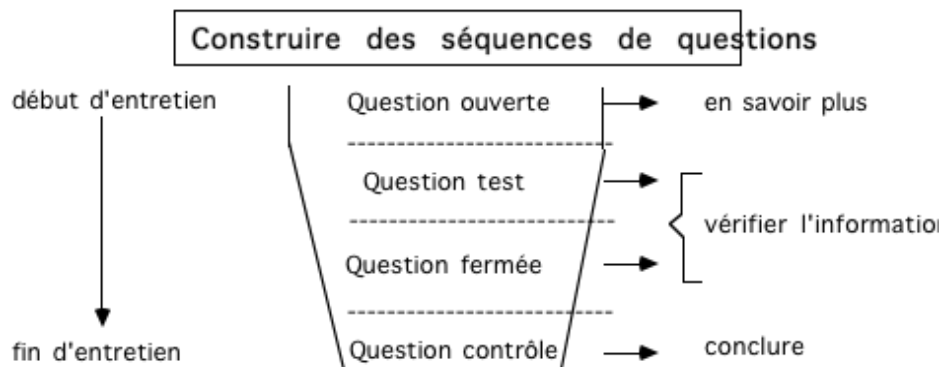 Construire des séquences de questions
début d'entretien
Question ouverte
en savoir plus
Question test
vérifier l'information
Question fermée
fin d'entretien
Question contrôle
conclure